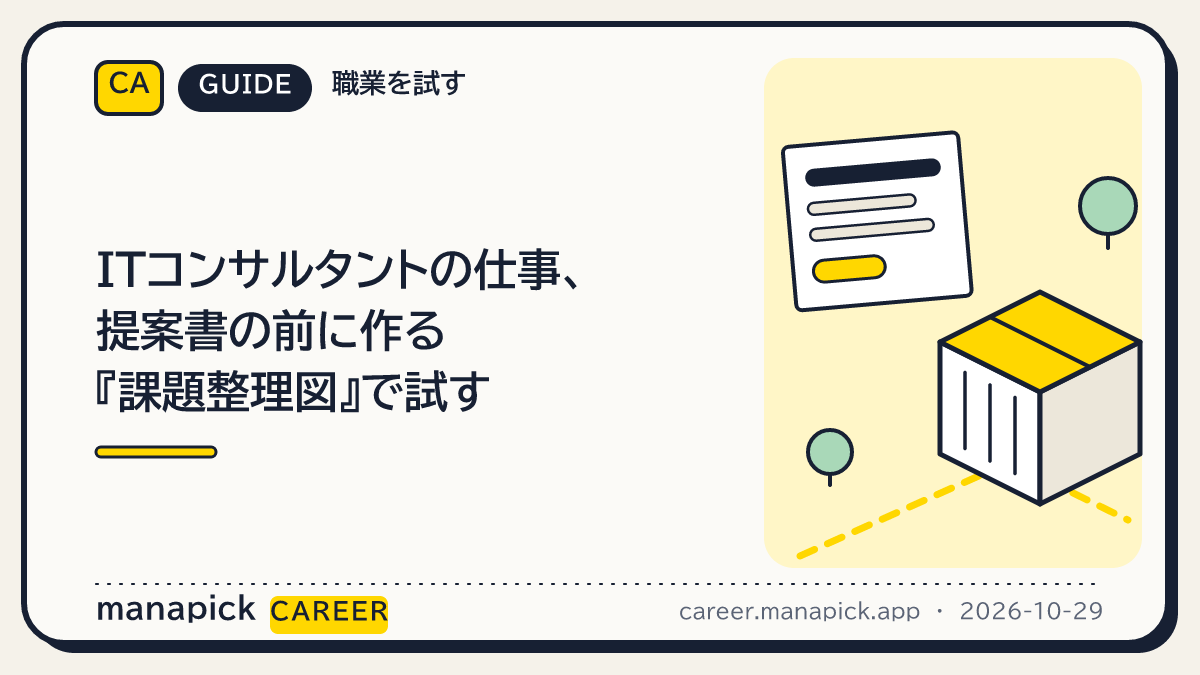 CA GUIDE 職業を試す
ITコンサルタントの仕事、
提案書の前に作る
『課題整理図』で試す
manapick CAREER
career.manapick.app ・ 2026-10-29